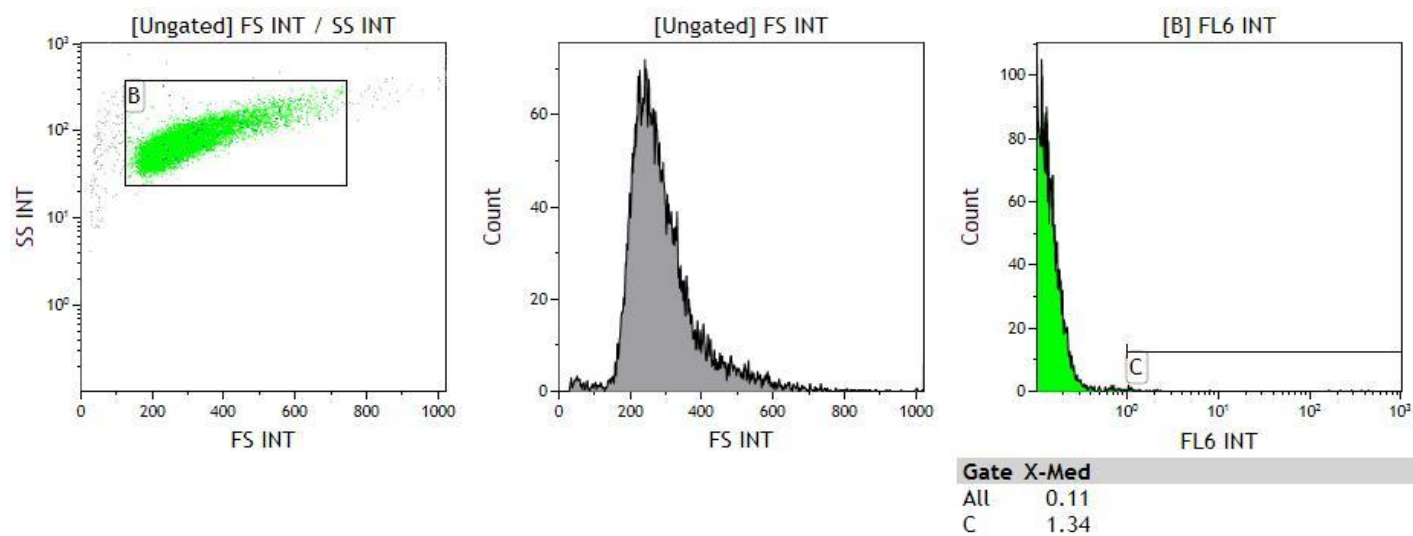 [Ungated] FS INT / SS INT
10³
10²
10¹
10⁰
SS INT
B
0 200 400 600 800 1000
FS INT
[Ungated] FS INT
60
40
20
0
Count
0 200 400 600 800 1000
FS INT
[B] FL6 INT
100
80
60
40
20
0
Count
C
10⁰ 10¹ 10² 10³
FL6 INT
Gate X-Med
All 0.11
C 1.34